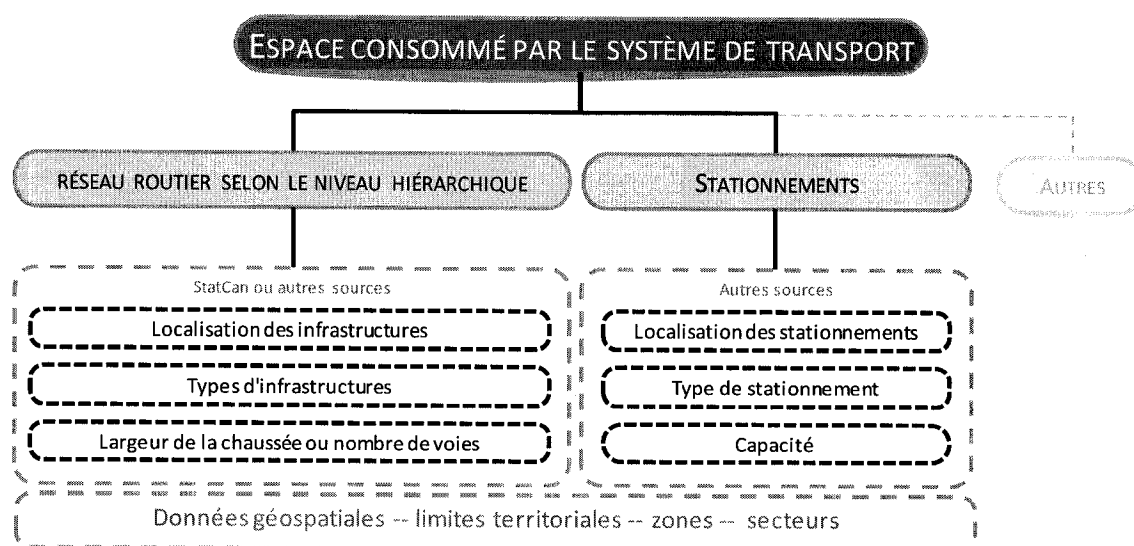 ESPACE CONSOMMÉ PAR LE SYSTÈME DE TRANSPORT
RÉSEAU ROUTIER SELON LE NIVEAU HIÉRARCHIQUE
STATIONNEMENTS
AUTRES
StatCan ou autres sources
Localisation des infrastructures
Types d'infrastructures
Largeur de la chaussée ou nombre de voies
Autres sources
Localisation des stationnements
Type de stationnement
Capacité
Données géospatiales -- limites territoriales -- zones -- secteurs